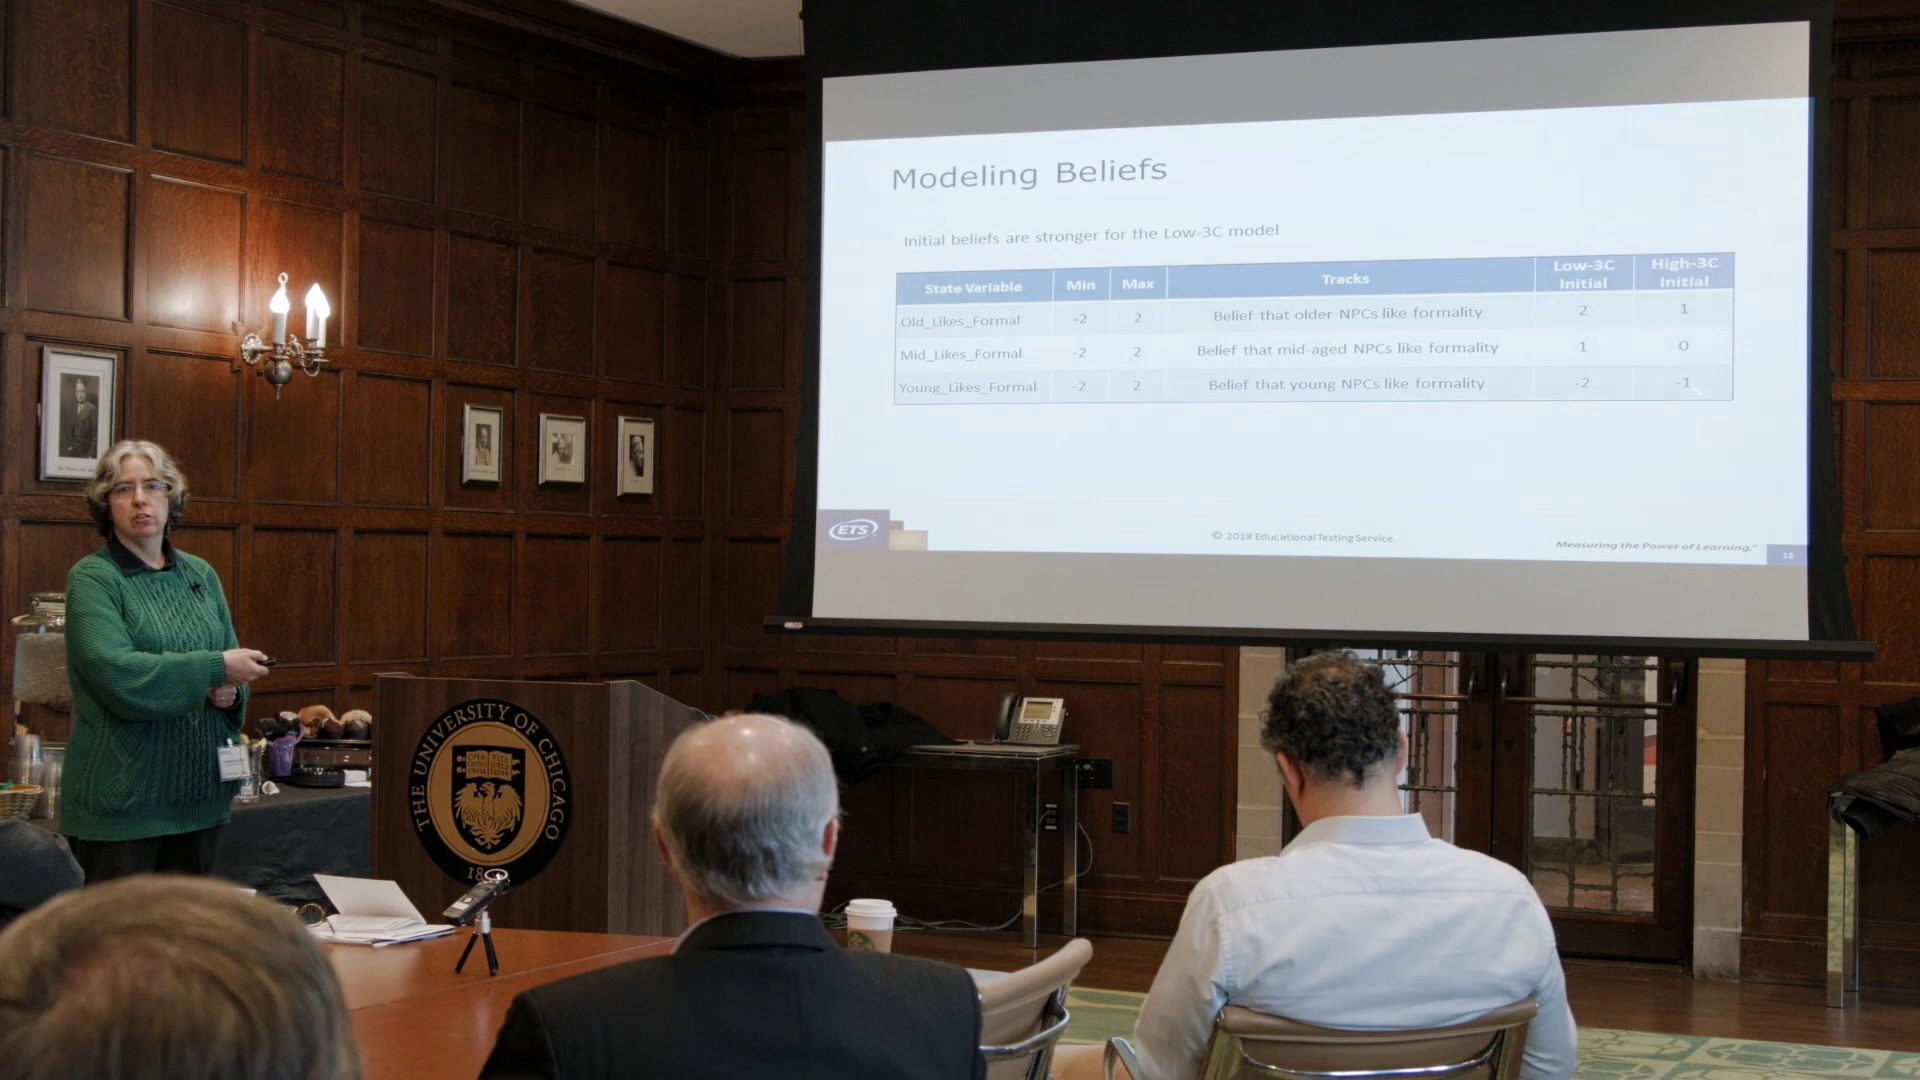 Modeling Beliefs
Initial beliefs are stronger for the Low-3C model
State Variable Min Max Tracks Low-3C Initial High-3C Initial
Old_Likes_Formal -2 2 Belief that older NPCs like formality 2 1
Mid_Likes_Formal -2 2 Belief that mid-aged NPCs like formality 1 0
Young_Likes_Formal -2 2 Belief that young NPCs like formality -2 -1
ETS
© 2018 Educational Testing Service.
Measuring the Power of Learning.™
THE UNIVERSITY OF CHICAGO
18